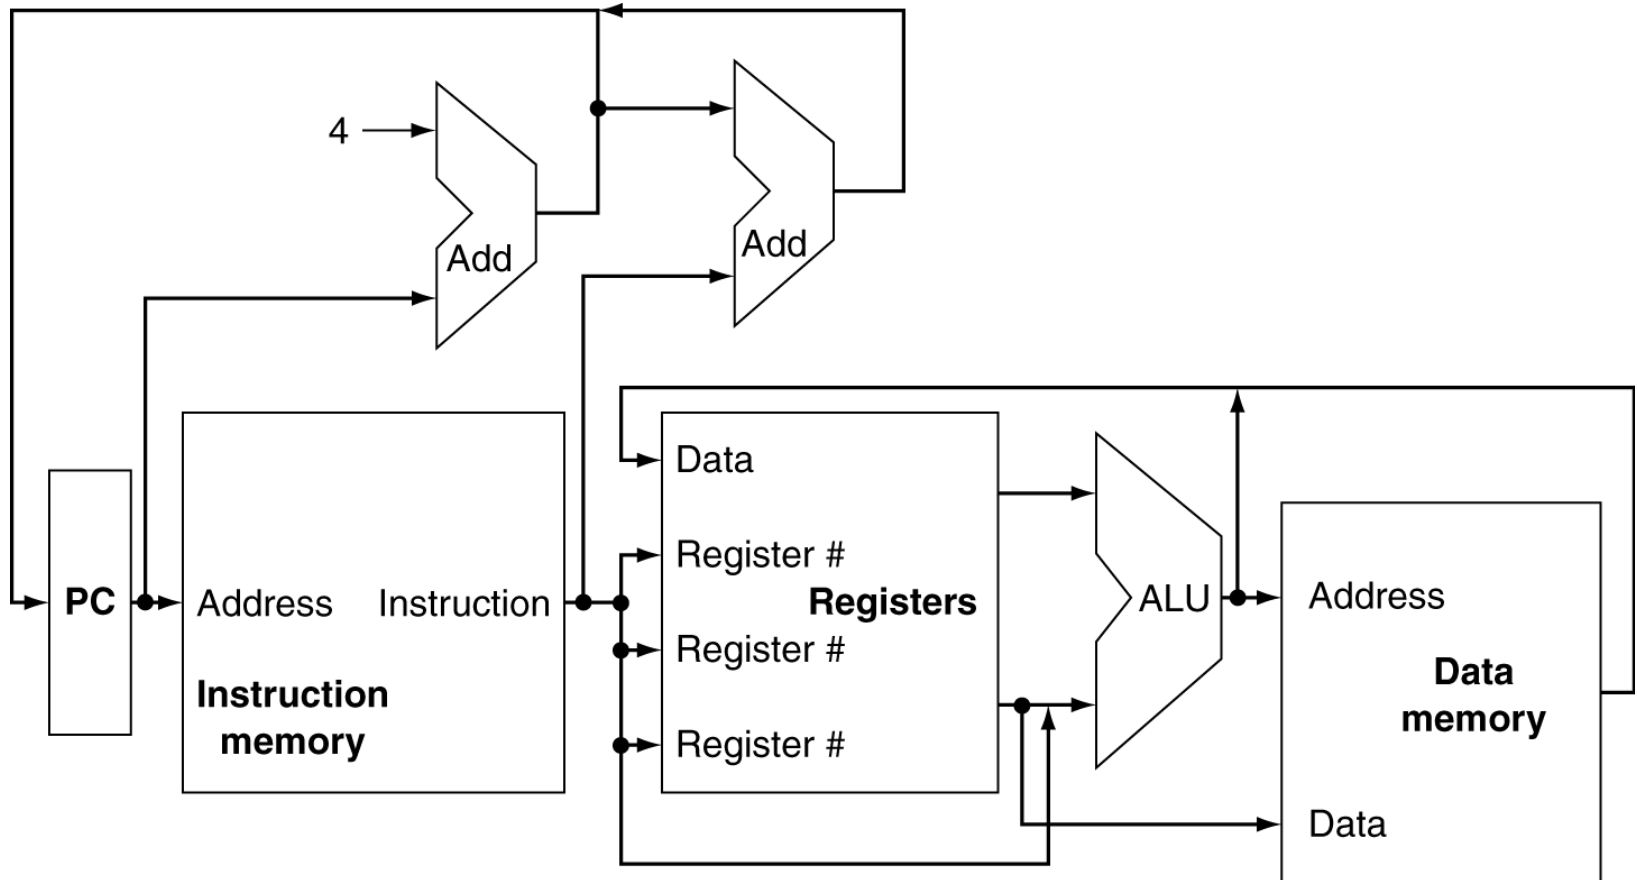 4
Add
Add
Data
Register #
PC
Address
Instruction
Registers
ALU
Address
Register #
Instruction
memory
Data
memory
Register #
Data